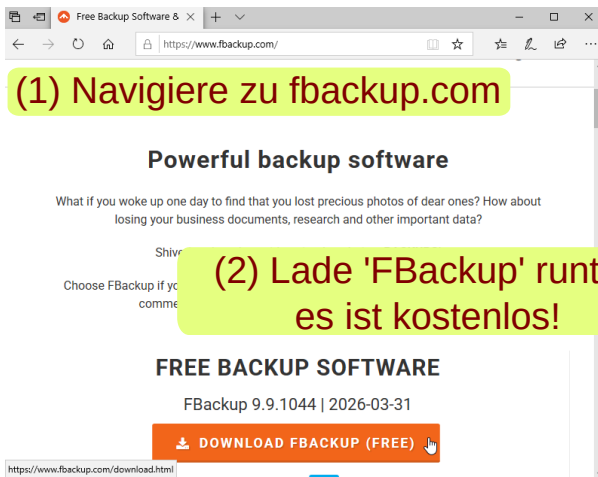 Free Backup Software &
https://www.fbackup.com/
(1) Navigiere zu fbackup.com
Powerful backup software
What if you woke up one day to find that you lost precious photos of dear ones? How about
losing your business documents, research and other important data?
(2) Lade 'FBackup' runt
Choose FBackup if
es ist kostenlos!
FREE BACKUP SOFTWARE
FBackup 9.9.1044 | 2026-03-31
DOWNLOAD FBACKUP (FREE)
https://www.fbackup.com/download.html